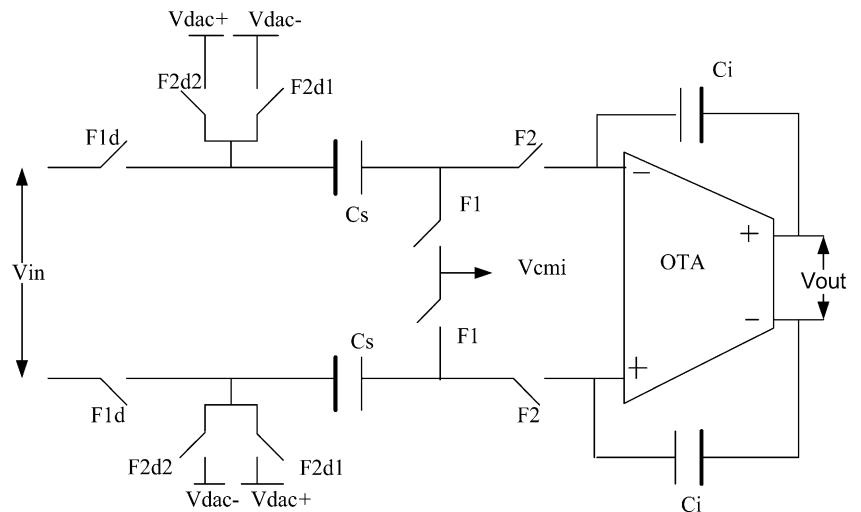 Vdac+ Vdac-
F2d2
F2d1
Ci
F1d
F2
Cs
F1
−
+
Vin
Vcmi
OTA
Vout
F1
−
Cs
+
F1d
F2
F2d2
F2d1
Vdac- Vdac+
Ci